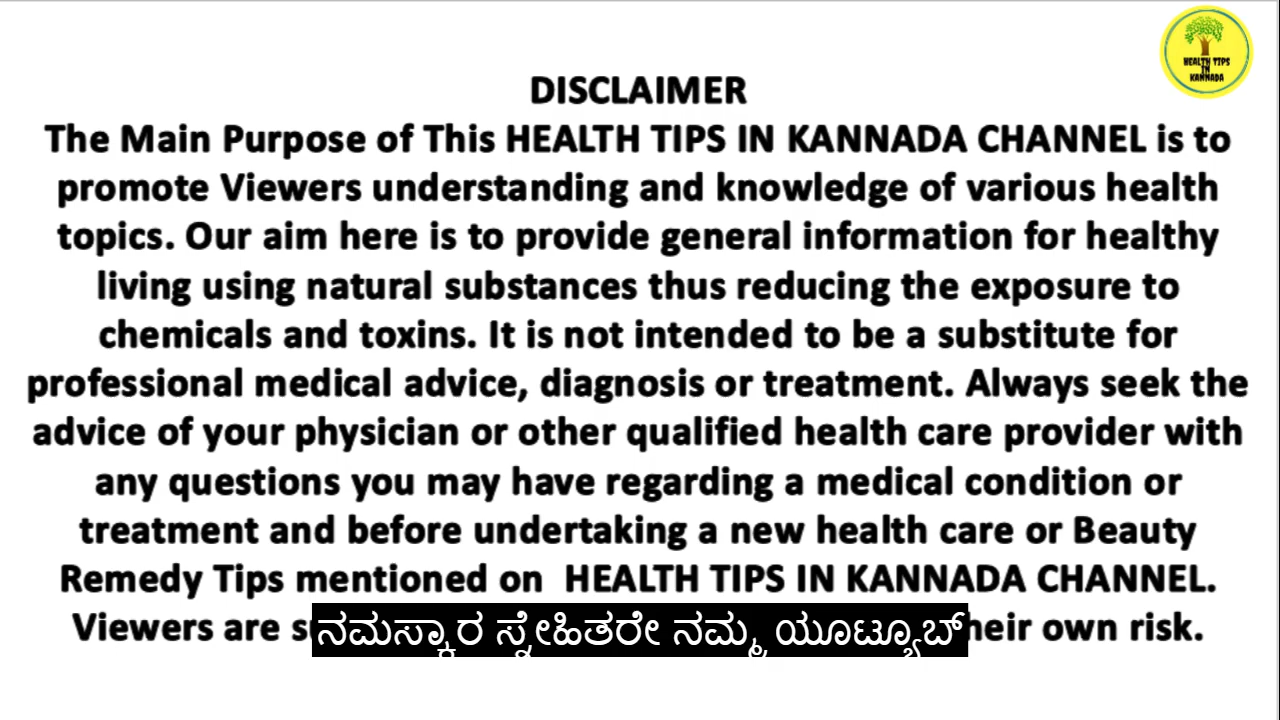 HEALTH TIPS
IN
KANNADA
DISCLAIMER
The Main Purpose of This HEALTH TIPS IN KANNADA CHANNEL is to
promote Viewers understanding and knowledge of various health
topics. Our aim here is to provide general information for healthy
living using natural substances thus reducing the exposure to
chemicals and toxins. It is not intended to be a substitute for
professional medical advice, diagnosis or treatment. Always seek the
advice of your physician or other qualified health care provider with
any questions you may have regarding a medical condition or
treatment and before undertaking a new health care or Beauty
Remedy Tips mentioned on HEALTH TIPS IN KANNADA CHANNEL.
Viewers are own risk.
ನಮಸ್ಕಾರ ಸ್ನೇಹಿತರೇ ನಮ್ಮ ಯೂಟ್ಯೂಬ್